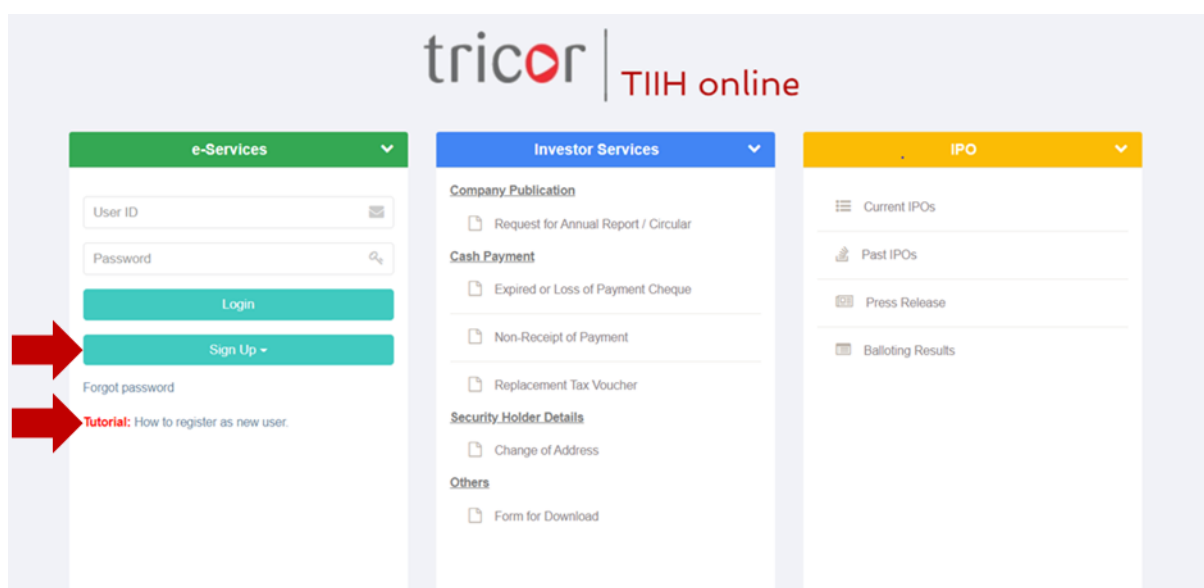 tricor
TIIH online
e-Services
User ID
Password
Login
Sign Up
Forgot password
Tutorial: How to register as new user.
Investor Services
Company Publication
Request for Annual Report / Circular
Cash Payment
Expired or Loss of Payment Cheque
Non-Receipt of Payment
Replacement Tax Voucher
Security Holder Details
Change of Address
Others
Form for Download
IPO
Current IPOs
Past IPOs
Press Release
Balloting Results